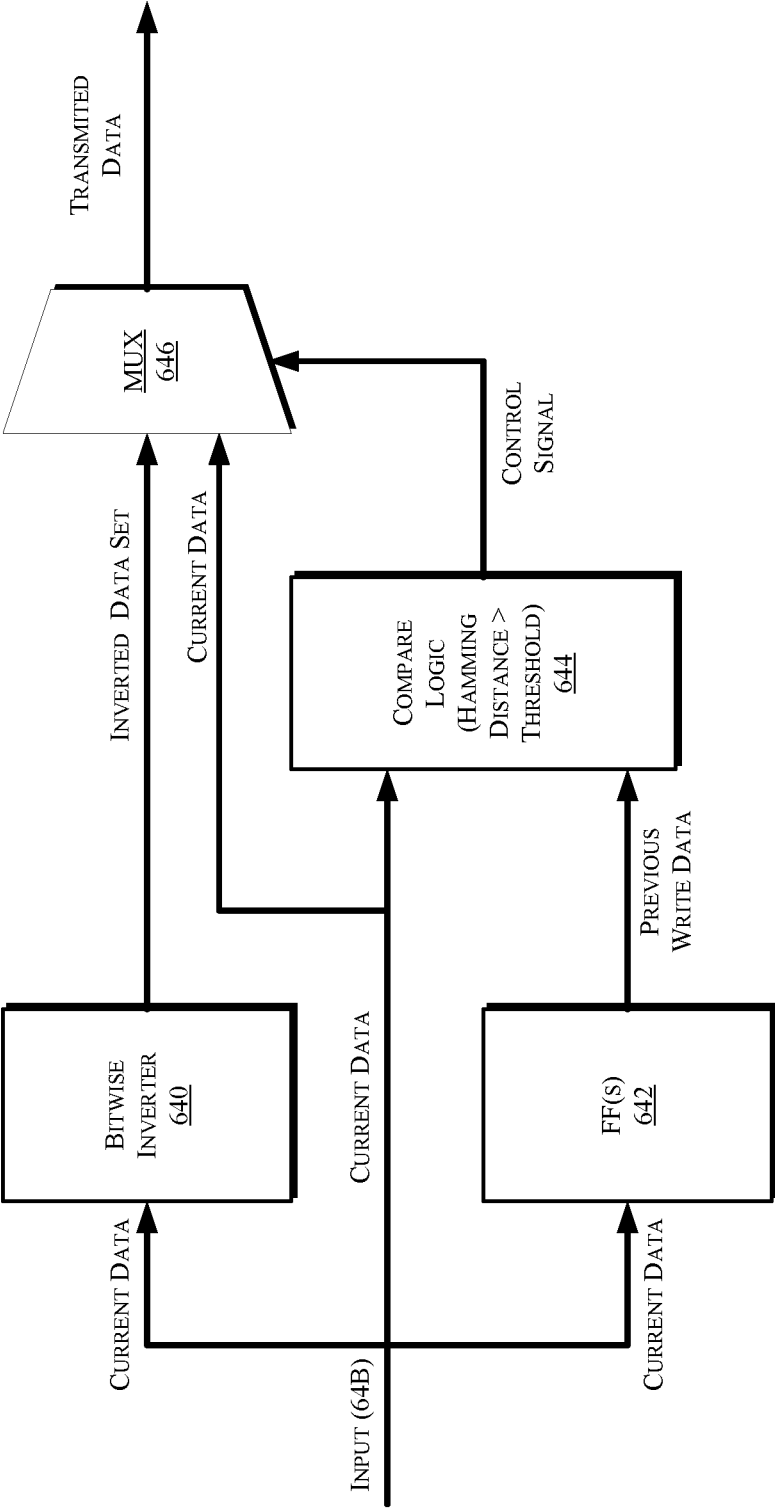 INPUT (64B)
CURRENT DATA
BITWISE
INVERTER
640
CURRENT DATA
CURRENT DATA
FF(S)
642
INVERTED DATA SET
CURRENT DATA
PREVIOUS
WRITE DATA
COMPARE
LOGIC
(HAMMING
DISTANCE >
THRESHOLD)
644
CONTROL
SIGNAL
MUX
646
TRANSMITED
DATA